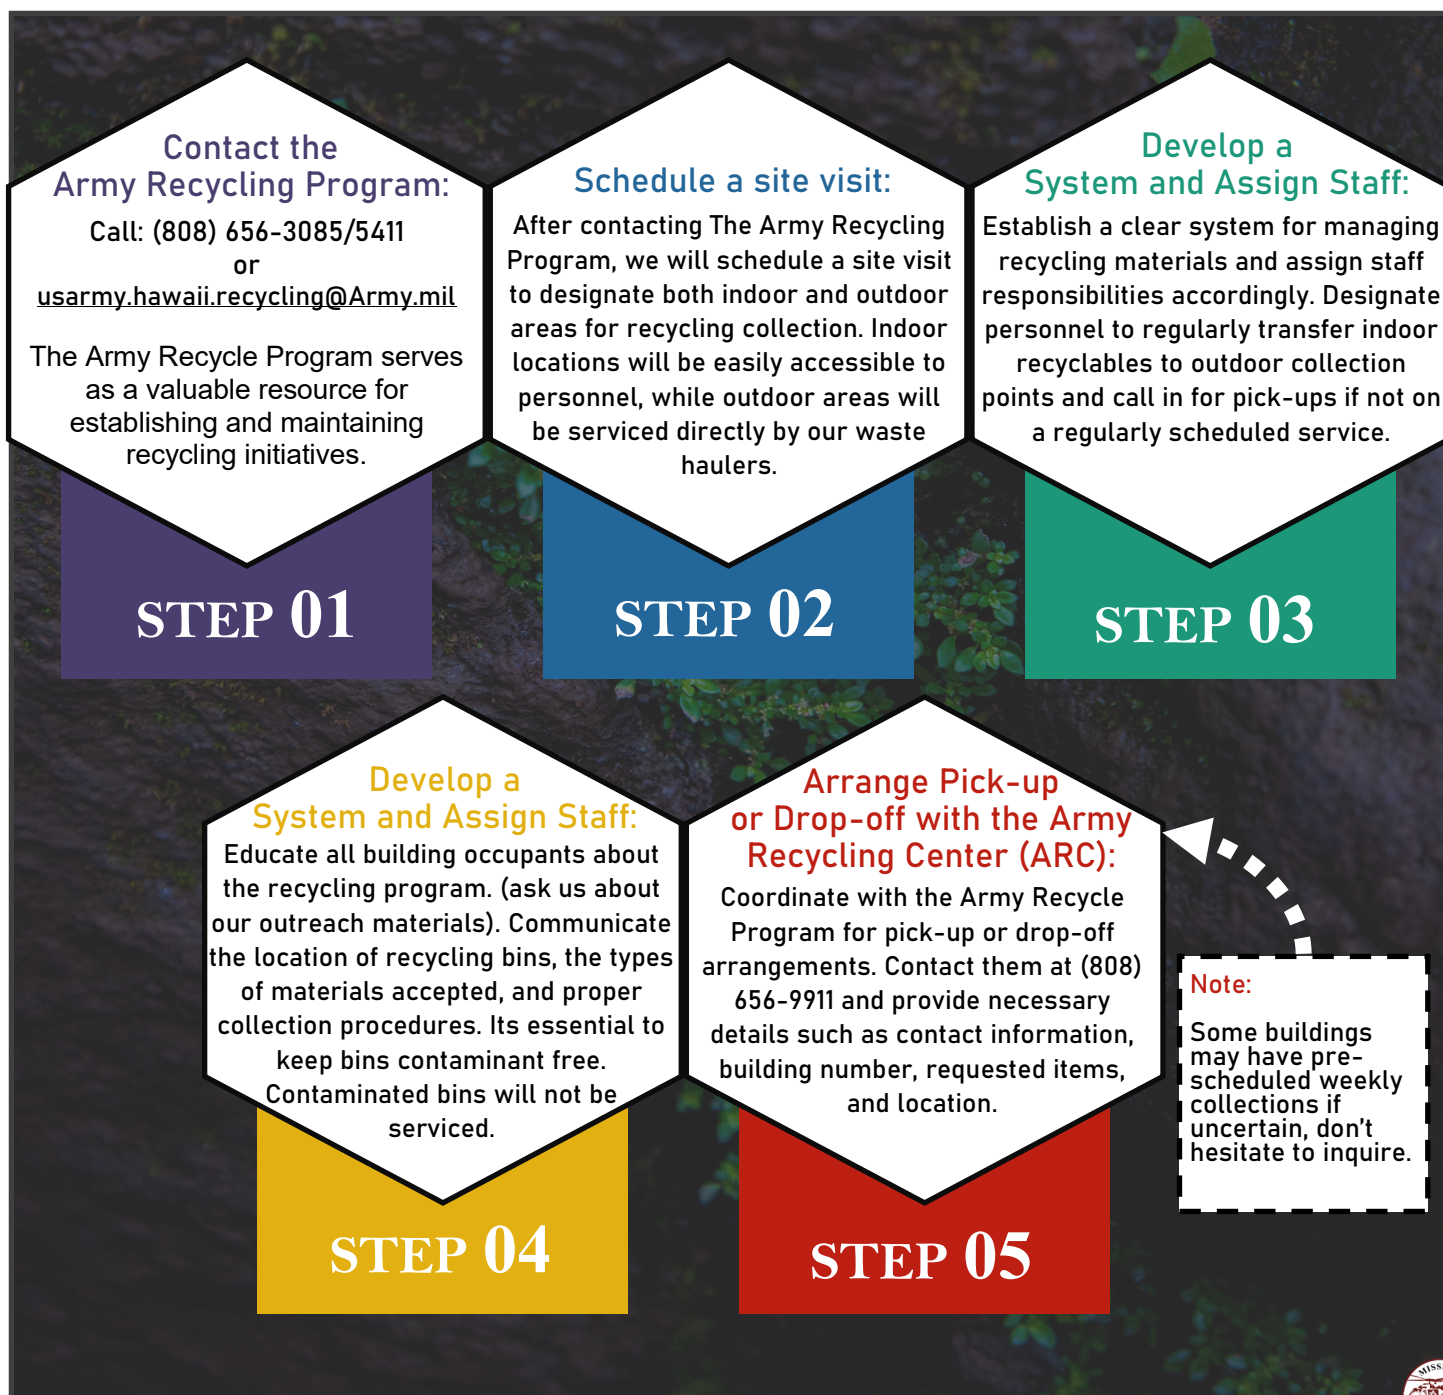 Contact the
Army Recycling Program:
Call: (808) 656-3085/5411
or
usarmy.hawaii.recycling@Army.mil
The Army Recycle Program serves
as a valuable resource for
establishing and maintaining
recycling initiatives.
STEP 01
Schedule a site visit:
After contacting The Army Recycling
Program, we will schedule a site visit
to designate both indoor and outdoor
areas for recycling collection. Indoor
locations will be easily accessible to
personnel, while outdoor areas will
be serviced directly by our waste
haulers.
STEP 02
Develop a
System and Assign Staff:
Establish a clear system for managing
recycling materials and assign staff
responsibilities accordingly. Designate
personnel to regularly transfer indoor
recyclables to outdoor collection
points and call in for pick-ups if not on
a regularly scheduled service.
STEP 03
Develop a
System and Assign Staff:
Educate all building occupants about
the recycling program. (ask us about
our outreach materials). Communicate
the location of recycling bins, the types
of materials accepted, and proper
collection procedures. Its essential to
keep bins contaminant free.
Contaminated bins will not be
serviced.
STEP 04
Arrange Pick-up
or Drop-off with the Army
Recycling Center (ARC):
Coordinate with the Army Recycle
Program for pick-up or drop-off
arrangements. Contact them at (808)
656-9911 and provide necessary
details such as contact information,
building number, requested items,
and location.
STEP 05
Note:
Some buildings
may have pre-
scheduled weekly
collections if
uncertain, don't
hesitate to inquire.